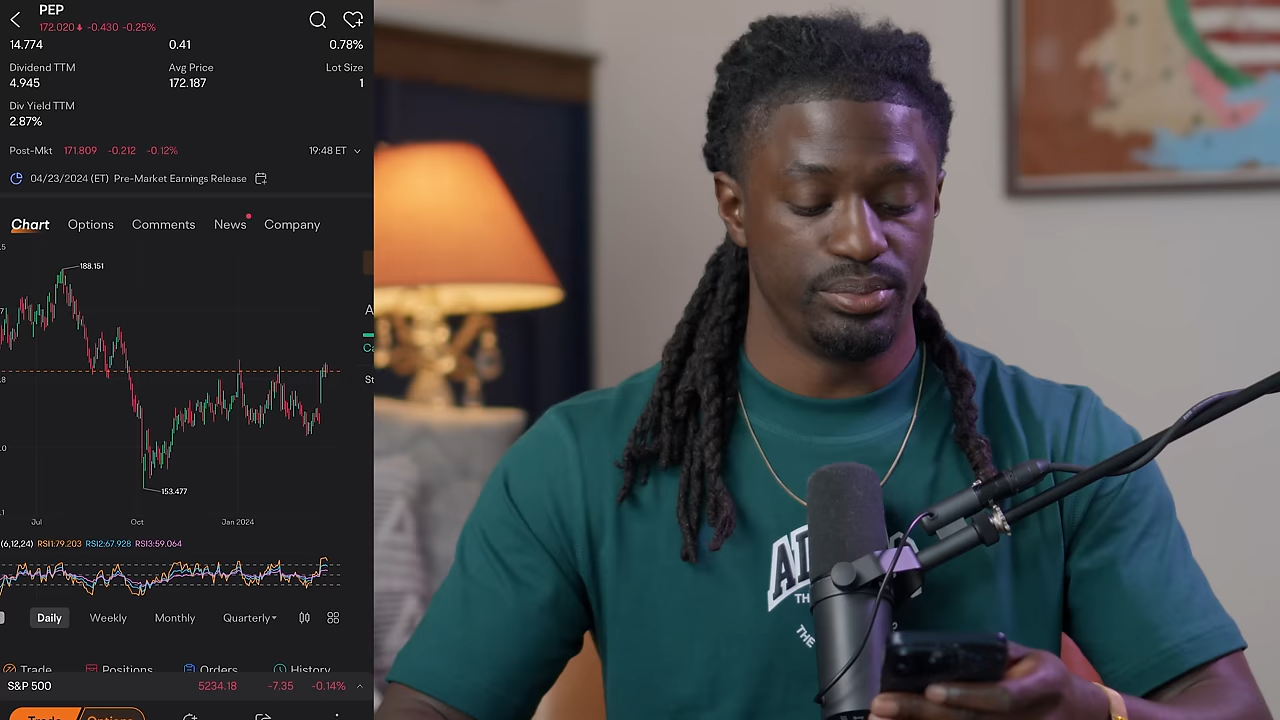 PEP
172.020 -0.430 -0.25%
14.774 0.41 0.78%
Dividend TTM Avg Price Lot Size
4.945 172.187 1
Div Yield TTM
2.87%
Post-Mkt 171.809 -0.212 -0.12% 19:48 ET
04/23/2024 (ET) Pre-Market Earnings Release
Chart Options Comments News Company
188.151
153.477
Jul Oct Jan 2024
(6,12,24) RSI1:79.203 RSI2:67.928 RSI3:59.064
Daily Weekly Monthly Quarterly
Trade Positions Orders History
S&P 500 5234.18 -7.35 -0.14%
Trade Options